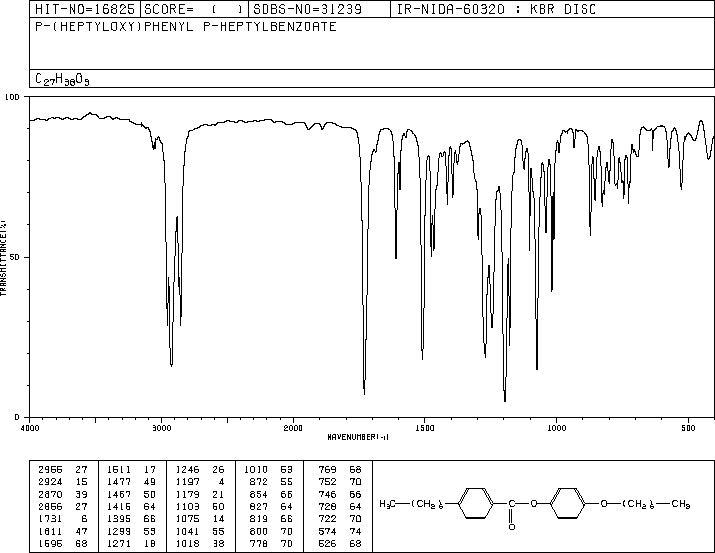 HIT-NO=16825 SCORE= ( ) SDBS-NO=31239 IR-NIDA-60320 : KBR DISC
P-(HEPTYLOXY)PHENYL P-HEPTYLBENZOATE
C27H38O3
100
50
0
TRANSMITTANCE(%)
4000 3000 2000 1500 1000 500
WAVENUMBER(-1)
2955 27 1511 17 1246 26 1010 53 769 68
2924 15 1477 49 1197 4 872 55 752 70
2870 39 1467 50 1179 21 854 66 746 66
2856 27 1416 64 1103 50 827 64 728 64
1731 6 1395 66 1075 14 819 66 722 70
1611 47 1299 53 1041 55 800 70 574 74
1595 68 1271 18 1018 38 778 70 526 68
H3C—(CH2)6 C—O O—(CH2)6—CH3
O